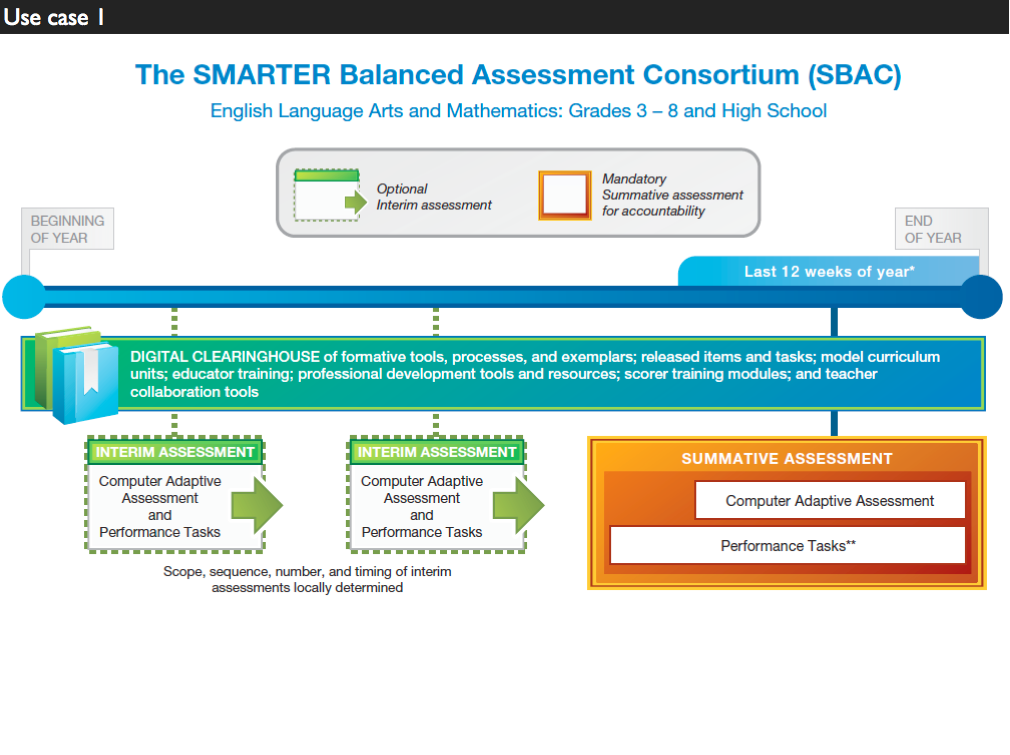 Use case 1
The SMARTER Balanced Assessment Consortium (SBAC)
English Language Arts and Mathematics: Grades 3 – 8 and High School
Optional
Interim assessment
Mandatory
Summative assessment
for accountability
BEGINNING
OF YEAR
END
OF YEAR
Last 12 weeks of year*
DIGITAL CLEARINGHOUSE of formative tools, processes, and exemplars; released items and tasks; model curriculum
units; educator training; professional development tools and resources; scorer training modules; and teacher
collaboration tools
INTERIM ASSESSMENT
Computer Adaptive
Assessment
and
Performance Tasks
INTERIM ASSESSMENT
Computer Adaptive
Assessment
and
Performance Tasks
SUMMATIVE ASSESSMENT
Computer Adaptive Assessment
Performance Tasks**
Scope, sequence, number, and timing of interim
assessments locally determined